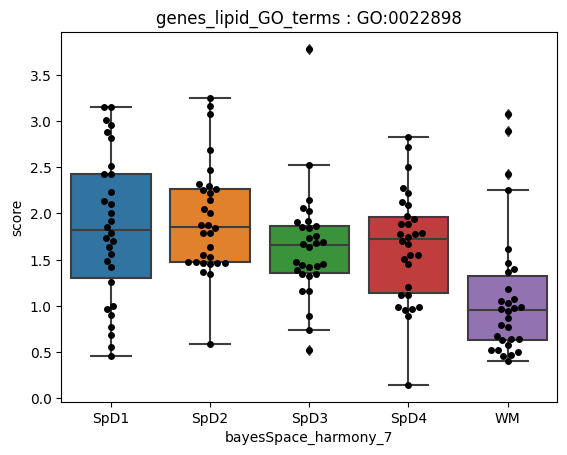 genes_lipid_GO_terms : GO:0022898
3.5
3.0
2.5
2.0
1.5
1.0
0.5
0.0
score
SpD1 SpD2 SpD3 SpD4 WM
bayesSpace_harmony_7